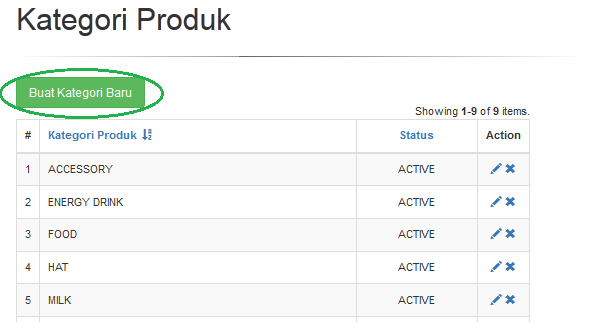 Kategori Produk
Buat Kategori Baru
Showing 1-9 of 9 items.
# Kategori Produk Status Action
1 ACCESSORY ACTIVE
2 ENERGY DRINK ACTIVE
3 FOOD ACTIVE
4 HAT ACTIVE
5 MILK ACTIVE